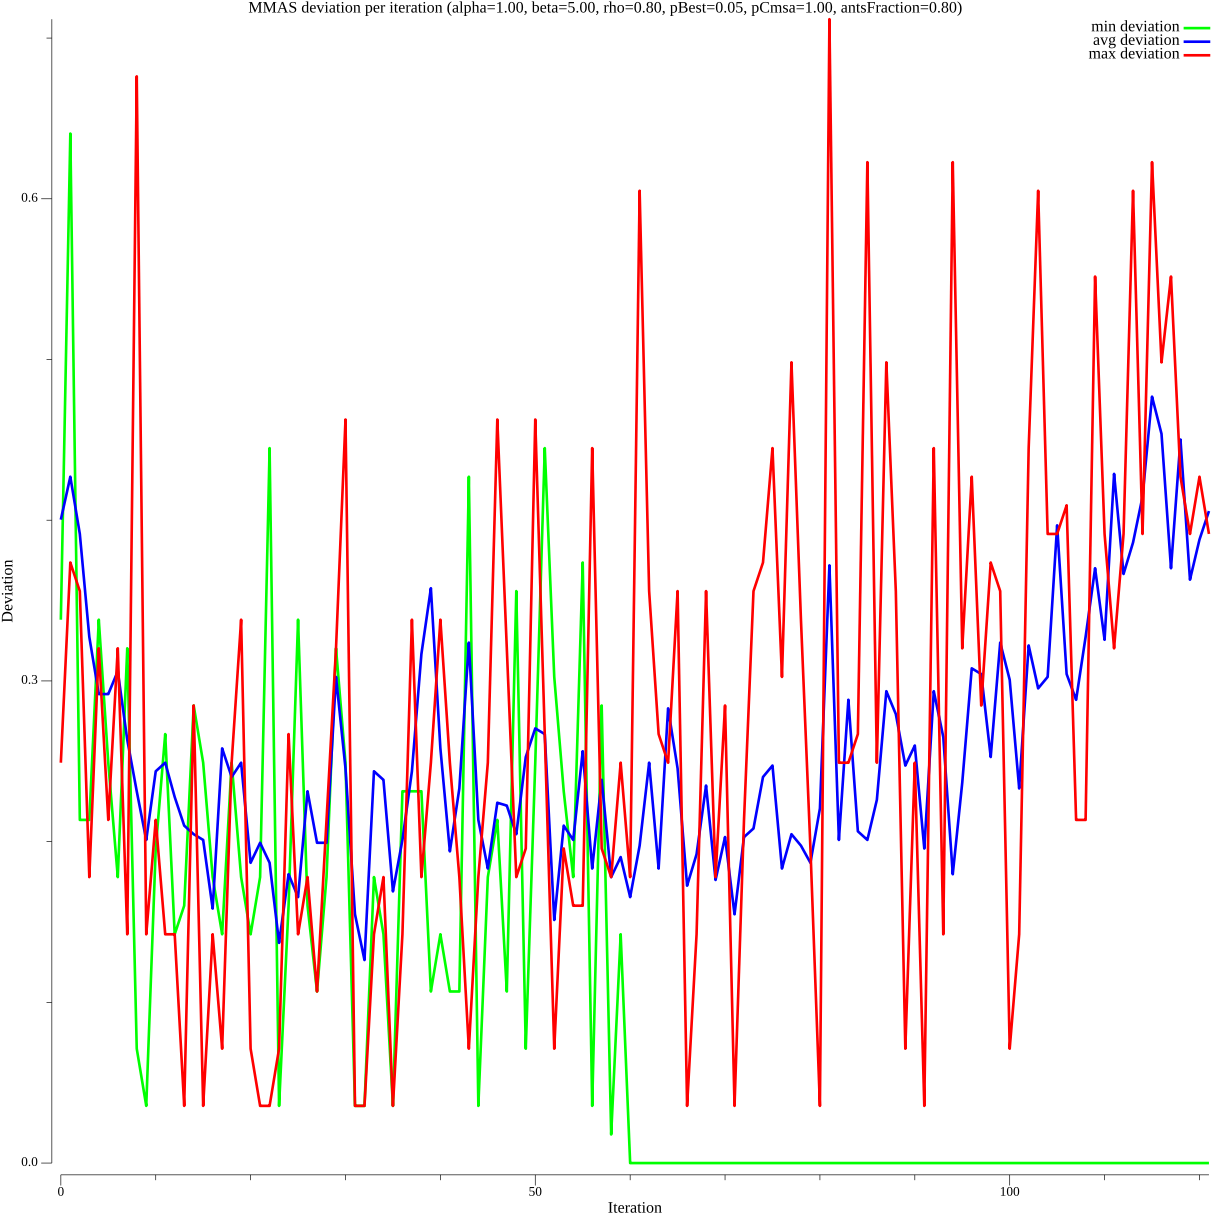 MMAS deviation per iteration (alpha=1.00, beta=5.00, rho=0.80, pBest=0.05, pCmsa=1.00, antsFraction=0.80)
min deviation
avg deviation
max deviation
0.6
Deviation
0.3
0.0
0 50 100
Iteration